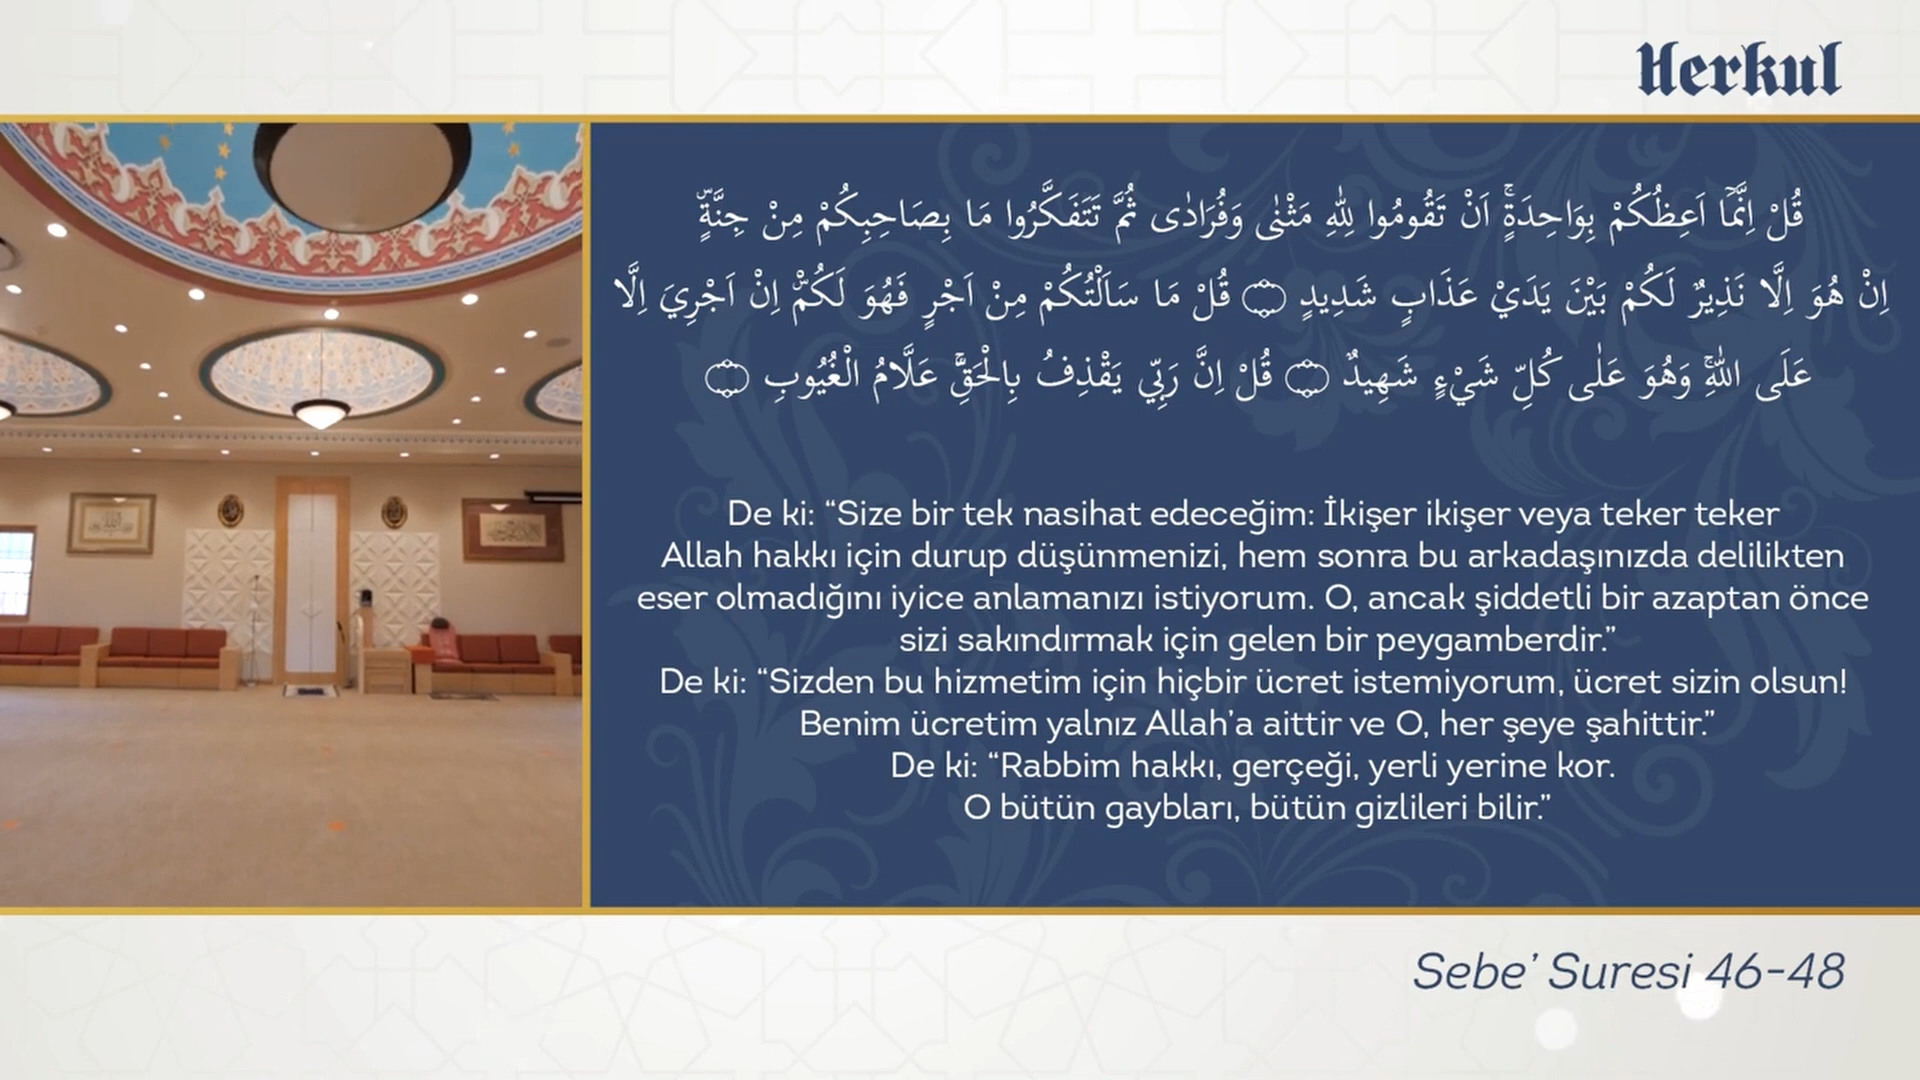 Herkul
قُلْ اِنَّمَٓا اَعِظُكُمْ بِوَاحِدَةٍۚ اَنْ تَقُومُوا لِلّٰهِ مَثْنٰى وَفُرَادٰى ثُمَّ تَتَفَكَّرُوا مَا بِصَاحِبِكُمْ مِنْ جِنَّةٍۜ
اِنْ هُوَ اِلَّا نَذِيرٌ لَكُمْ بَيْنَ يَدَيْ عَذَابٍ شَدِيدٍ ۝ قُلْ مَا سَاَلْتُكُمْ مِنْ اَجْرٍ فَهُوَ لَكُمْۜ اِنْ اَجْرِيَ اِلَّا
عَلَى اللّٰهِۚ وَهُوَ عَلٰى كُلِّ شَيْءٍ شَهِيدٌ ۝ قُلْ اِنَّ رَبِّي يَقْذِفُ بِالْحَقِّۚ عَلَّامُ الْغُيُوبِ ۝
De ki: “Size bir tek nasihat edeceğim: İkişer ikişer veya teker teker
Allah hakkı için durup düşünmenizi, hem sonra bu arkadaşınızda delilikten
eser olmadığını iyice anlamanızı istiyorum. O, ancak şiddetli bir azaptan önce
sizi sakındırmak için gelen bir peygamberdir.”
De ki: “Sizden bu hizmetim için hiçbir ücret istemiyorum, ücret sizin olsun!
Benim ücretim yalnız Allah’a aittir ve O, her şeye şahittir.”
De ki: “Rabbim hakkı, gerçeği, yerli yerine kor.
O bütün gaybları, bütün gizlileri bilir.”
Sebe’ Suresi 46-48